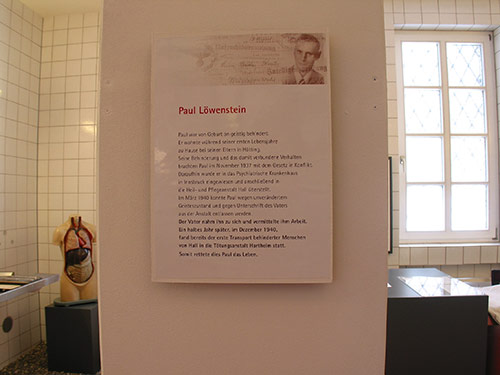 Paul Löwenstein
Paul war von Geburt an geistig behindert.
Er wohnte während seiner ersten Lebensjahre
zu Hause bei seinen Eltern in Hötting.
Seine Behinderung und das damit verbundene Verhalten
brachten Paul im November 1937 mit dem Gesetz in Konflikt.
Daraufhin wurde er in das Psychiatrische Krankenhaus
in Innsbruck eingewiesen und anschließend in
die Heil- und Pflegeanstalt Hall überstellt.
Im März 1940 konnte Paul wegen unverändertem
Geisteszustand und gegen Unterschrift des Vaters
aus der Anstalt entlassen werden.
Der Vater nahm ihn zu sich und vermittelte ihm Arbeit.
Ein halbes Jahr später, im Dezember 1940,
fand bereits der erste Transport behinderter Menschen
von Hall in die Tötungsanstalt Hartheim statt.
Somit rettete dies Paul das Leben.